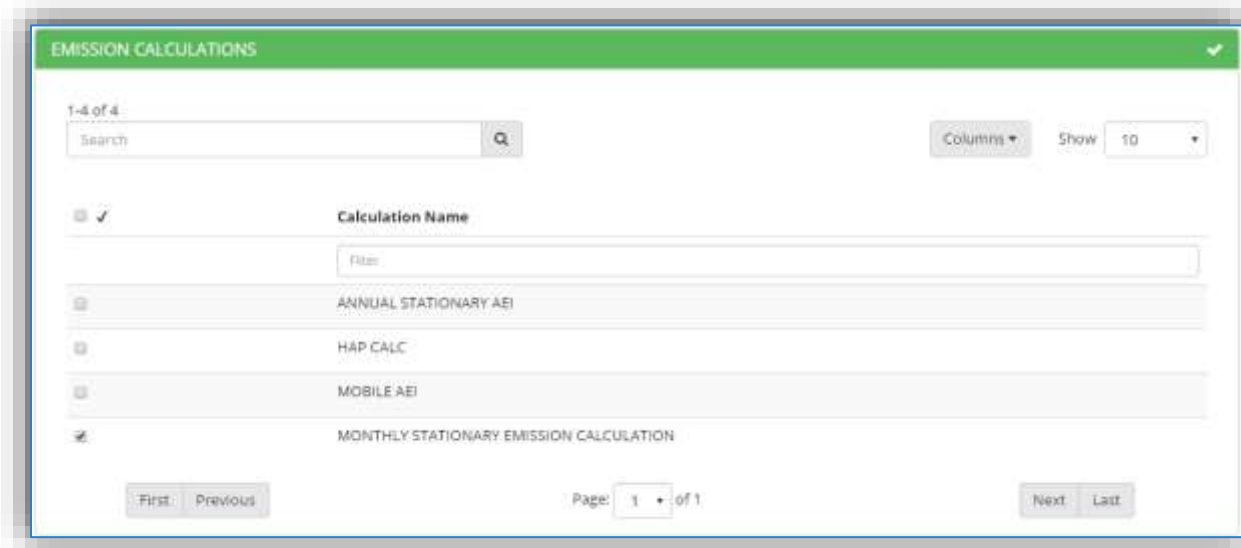 EMISSION CALCULATIONS
1-4 of 4
Search
Columns Show 10
Calculation Name
Filter
ANNUAL STATIONARY AEI
HAP CALC
MOBILE AEI
MONTHLY STATIONARY EMISSION CALCULATION
First Previous Page: 1 of 1 Next Last